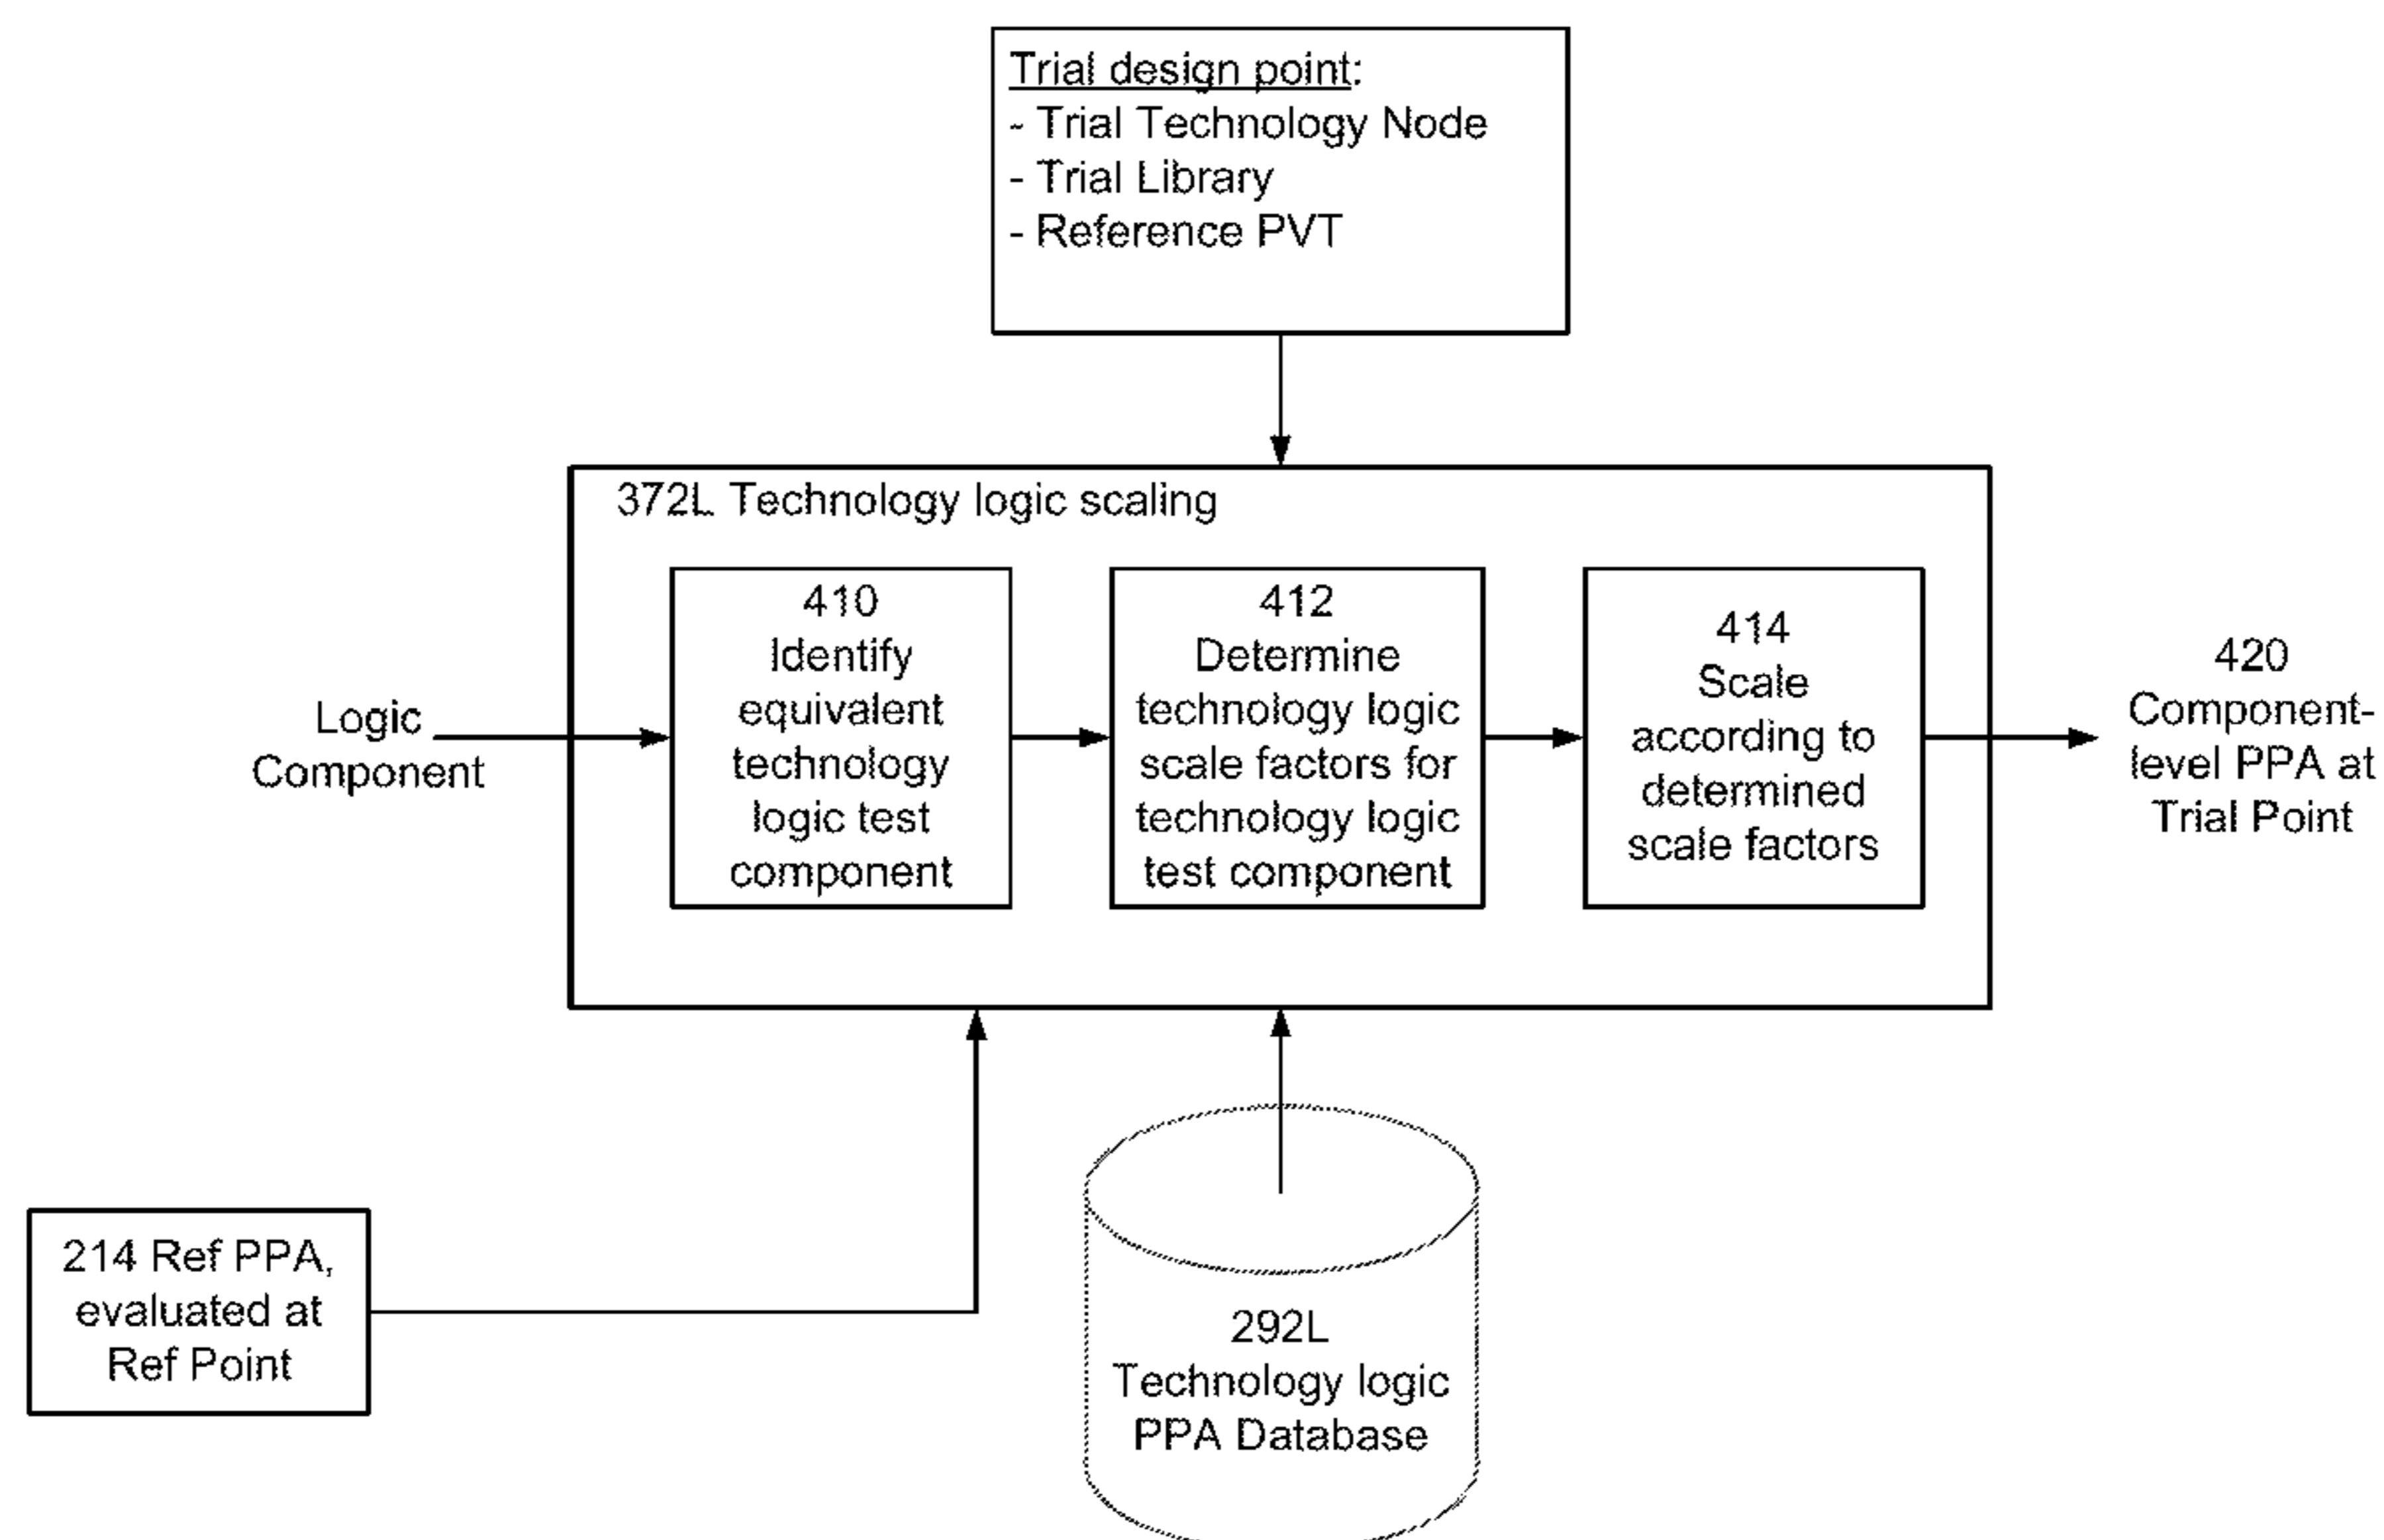 Trial design point:
- Trial Technology Node
- Trial Library
- Reference PVT
372L Technology logic scaling
Logic
Component
410
Identify
equivalent
technology
logic test
component
412
Determine
technology logic
scale factors for
technology logic
test component
414
Scale
according to
determined
scale factors
420
Component-
level PPA at
Trial Point
214 Ref PPA,
evaluated at
Ref Point
292L
Technology logic
PPA Database